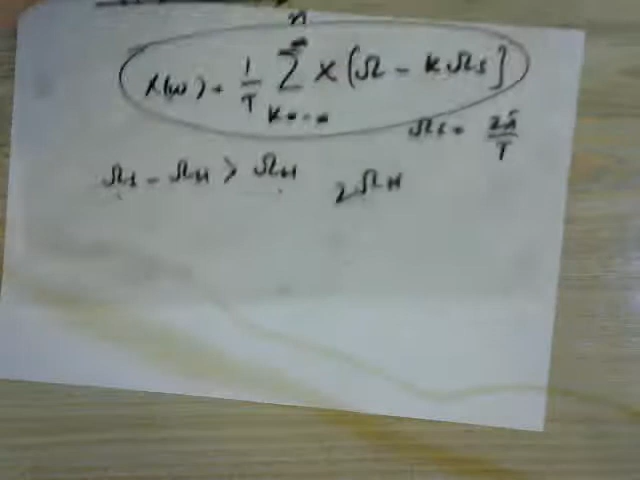 n
X(ω) = 1/T ∑ k=-∞ ∞ X(Ω - kΩs]
Ωs = 2π/T
Ωs - ΩH > ΩH 2ΩH